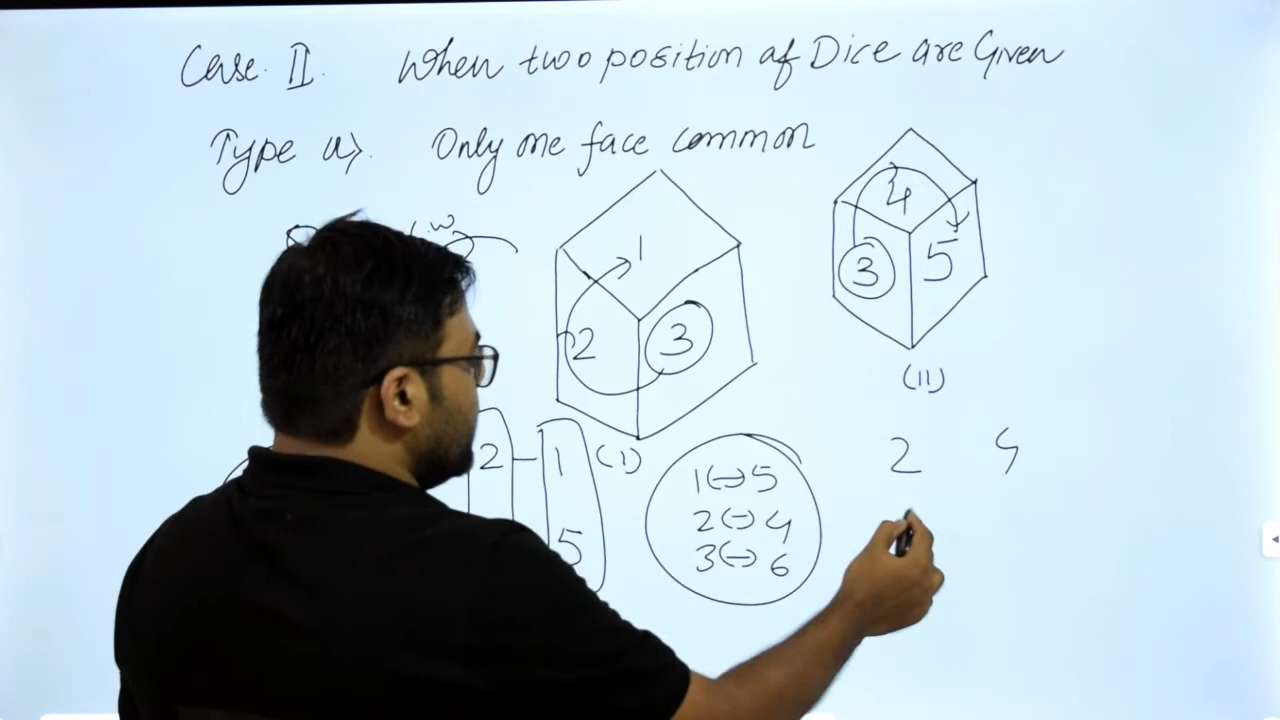 Case. II. When two position of Dice are Given
Type a). Only one face common
1
2 3
(I)
4
3 5
(II)
2 - 1
5
1 ↔ 5
2 ↔ 4
3 ↔ 6
2 4